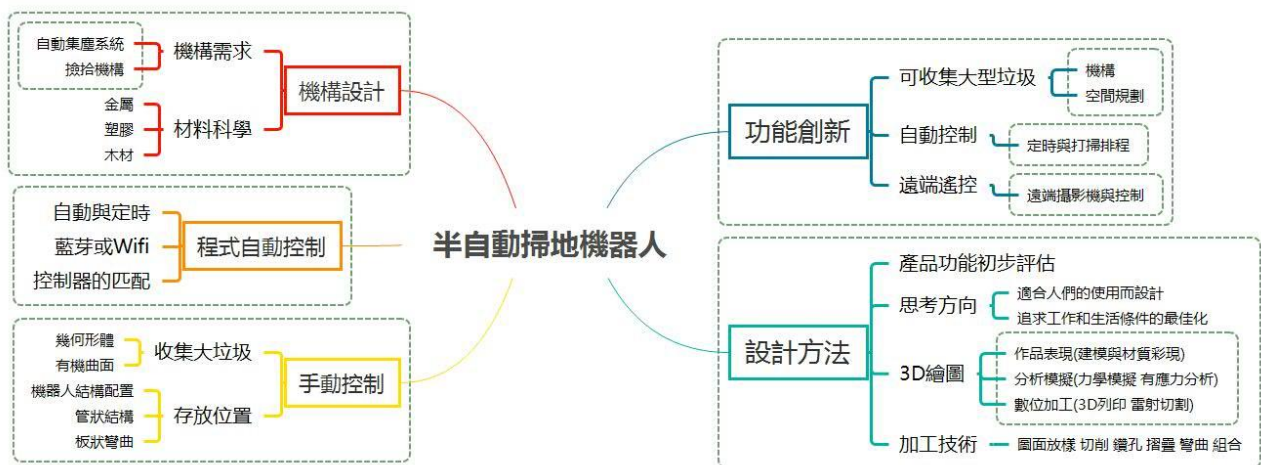 半自動掃地機器人
機構設計
機構需求
自動集塵系統
撿拾機構
材料科學
金屬
塑膠
木材
程式自動控制
自動與定時
藍芽或Wifi
控制器的匹配
手動控制
收集大垃圾
幾何形體
有機曲面
存放位置
機器人結構配置
管狀結構
板狀彎曲
功能創新
可收集大型垃圾
機構
空間規劃
自動控制
定時與打掃排程
遠端遙控
遠端攝影機與控制
設計方法
產品功能初步評估
思考方向
適合人們的使用而設計
追求工作和生活條件的最佳化
3D繪圖
作品表現(建模與材質彩現)
分析模擬(力學模擬 有應力分析)
數位加工(3D列印 雷射切割)
加工技術
圖面放樣 切削 鑽孔 摺疊 彎曲 組合